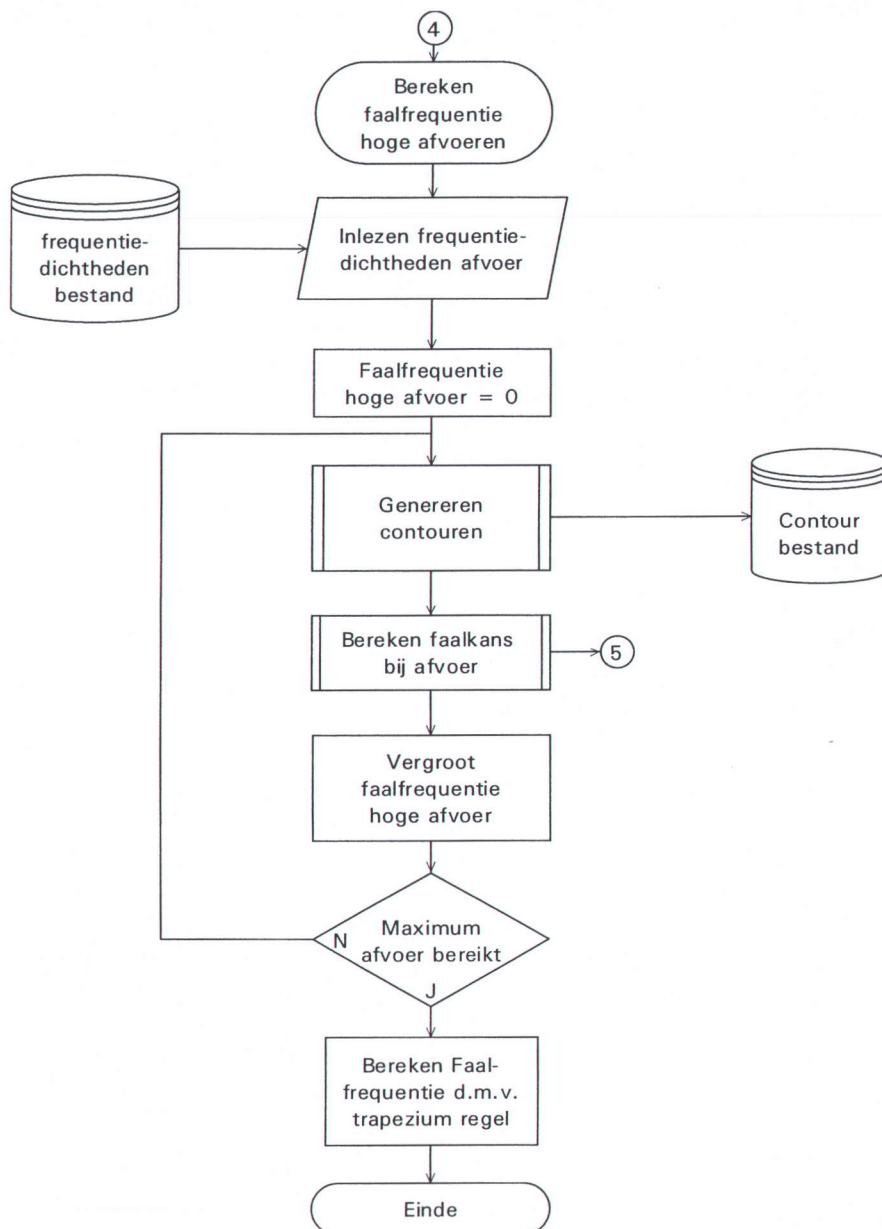 4
Bereken
faalfrequentie
hoge afvoeren
frequentie-
dichtheden
bestand
Inlezen frequentie-
dichtheden afvoer
Faalfrequentie
hoge afvoer = 0
Genereren
contouren
Contour
bestand
Bereken faalkans
bij afvoer
5
Vergroot
faalfrequentie
hoge afvoer
Maximum
afvoer bereikt
N
J
Bereken Faal-
frequentie d.m.v.
trapezium regel
Einde